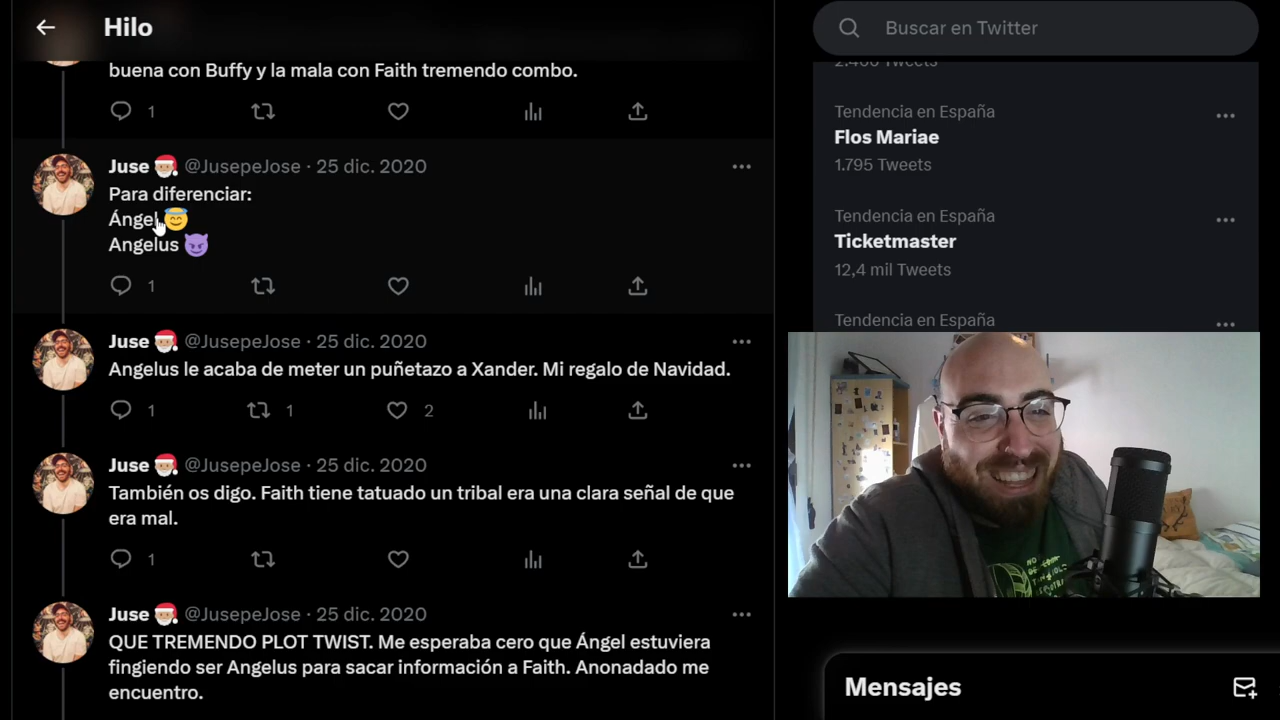 Hilo
buena con Buffy y la mala con Faith tremendo combo.
1
Juse 🎅🏻 @JusepeJose · 25 dic. 2020
Para diferenciar:
Ángel 😇
Angelus 😈
1
Juse 🎅🏻 @JusepeJose · 25 dic. 2020
Angelus le acaba de meter un puñetazo a Xander. Mi regalo de Navidad.
1 1 2
Juse 🎅🏻 @JusepeJose · 25 dic. 2020
También os digo. Faith tiene tatuado un tribal era una clara señal de que
era mal.
1
Juse 🎅🏻 @JusepeJose · 25 dic. 2020
QUE TREMENDO PLOT TWIST. Me esperaba cero que Ángel estuviera
fingiendo ser Angelus para sacar información a Faith. Anonadado me
encuentro.
Buscar en Twitter
Tendencia en España
Flos Mariae
1.795 Tweets
Tendencia en España
Ticketmaster
12,4 mil Tweets
Tendencia en España
Mensajes